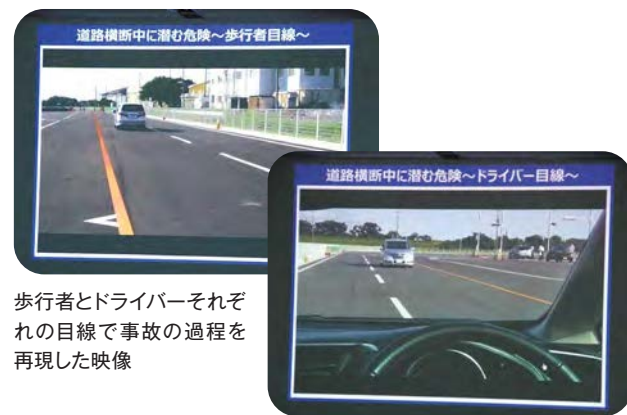 道路横断中に潜む危険～歩行者目線～
道路横断中に潜む危険～ドライバー目線～
歩行者とドライバーそれぞ
れの目線で事故の過程を
再現した映像